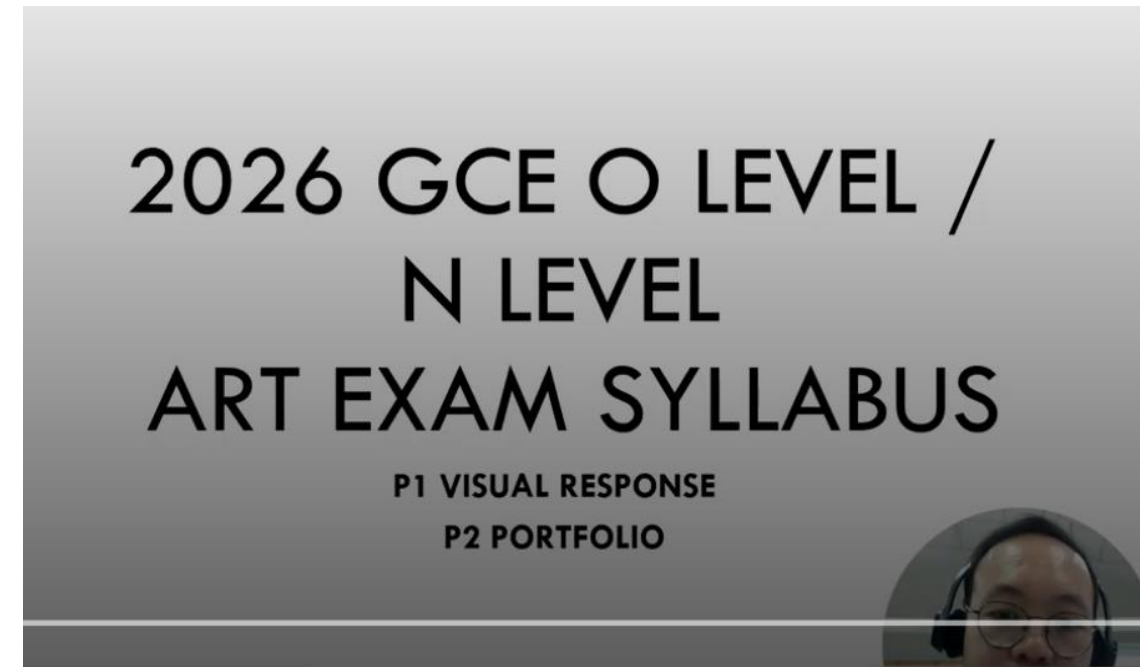 2026 GCE O LEVEL /
N LEVEL
ART EXAM SYLLABUS
P1 VISUAL RESPONSE
P2 PORTFOLIO